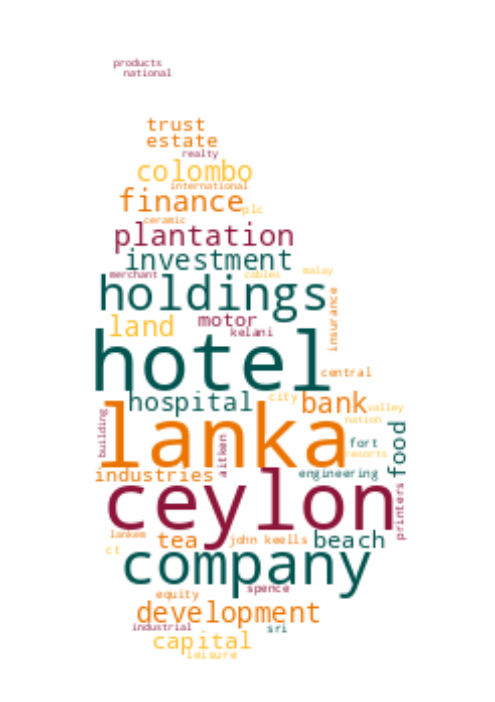 products
national
trust
estate
realty
colombo
international
finance
plc
ceramic
plantation
investment
merchant
cables
malay
holdings
insurance
land
motor
kelani
hotel
central
hospital
city
bank
valley
building
lanka
nation
fort
food
aitken
resorts
industries
engineering
ceylon
printers
lankem
tea
john keells
beach
ct
company
spence
equity
development
industrial
sri
capital
leisure